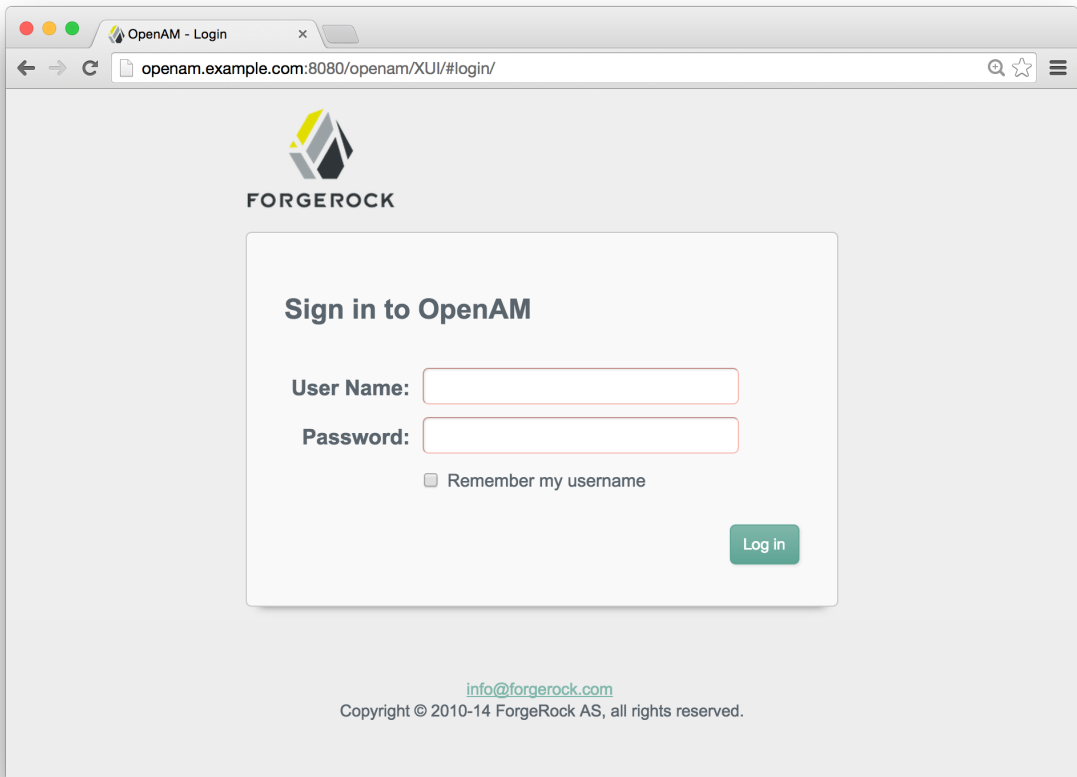 OpenAM - Login
openam.example.com:8080/openam/XUI/#login/
FORGEROCK
Sign in to OpenAM
User Name:
Password:
Remember my username
Log in
info@forgerock.com
Copyright © 2010-14 ForgeRock AS, all rights reserved.